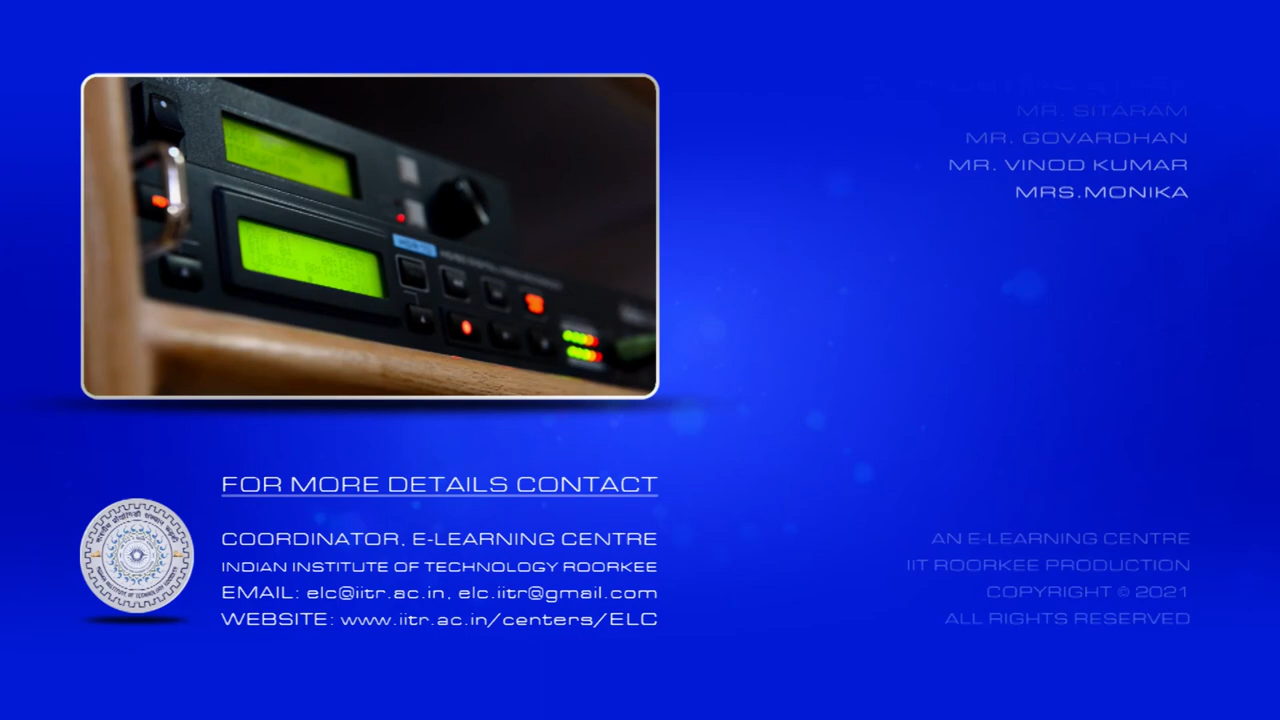 MR. SITARAM
MR. GOVARDHAN
MR. VINOD KUMAR
MRS.MONIKA
FOR MORE DETAILS CONTACT
COORDINATOR, E-LEARNING CENTRE
INDIAN INSTITUTE OF TECHNOLOGY ROORKEE
EMAIL: elc@iitr.ac.in, elc.iitr@gmail.com
WEBSITE: www.iitr.ac.in/centers/ELC
AN E-LEARNING CENTRE
IIT ROORKEE PRODUCTION
COPYRIGHT © 2021
ALL RIGHTS RESERVED